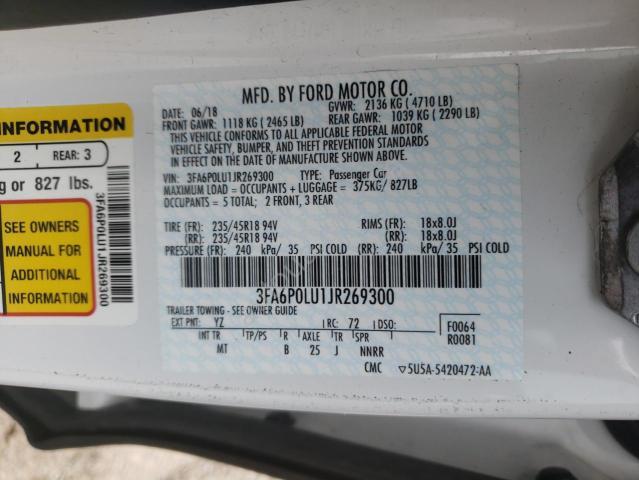 INFORMATION
2 REAR: 3
g or 827 lbs.
SEE OWNERS
MANUAL FOR
ADDITIONAL
INFORMATION
3FA6P0LU1JR269300
MFD. BY FORD MOTOR CO.
DATE: 06/18 GVWR: 2136 KG ( 4710 LB)
FRONT GAWR: 1118 KG ( 2465 LB) REAR GAWR: 1039 KG ( 2290 LB)
THIS VEHICLE CONFORMS TO ALL APPLICABLE FEDERAL MOTOR
VEHICLE SAFETY, BUMPER, AND THEFT PREVENTION STANDARDS
IN EFFECT ON THE DATE OF MANUFACTURE SHOWN ABOVE.
VIN: 3FA6P0LU1JR269300 TYPE: Passenger Car
MAXIMUM LOAD = OCCUPANTS + LUGGAGE = 375KG/ 827LB
OCCUPANTS = 5 TOTAL; 2 FRONT, 3 REAR
TIRE (FR): 235/45R18 94V RIMS (FR): 18x8.0J
(RR): 235/45R18 94V (RR): 18x8.0J
PRESSURE (FR): 240 kPa/ 35 PSI COLD (RR): 240 kPa/ 35 PSI COLD
3FA6P0LU1JR269300
TRAILER TOWING - SEE OWNER GUIDE
EXT PNT: YZ RC: 72 DSO:
INT TR TP/PS R AXLE TR SPR
MT B 25 J NNRR
F0064
R0081
CMC 5U5A-5420472-AA